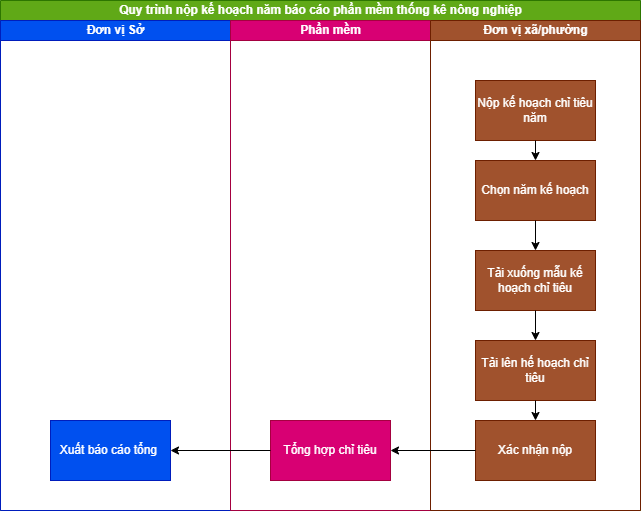 Quy trình nộp kế hoạch năm báo cáo phần mềm thống kê nông nghiệp
Đơn vị Sở
Phần mềm
Đơn vị xã/phường
Nộp kế hoạch chỉ tiêu
năm
Chọn năm kế hoạch
Tải xuống mẫu kế
hoạch chỉ tiêu
Tải lên hế hoạch chỉ
tiêu
Xuất báo cáo tổng
Tổng hợp chỉ tiêu
Xác nhận nộp